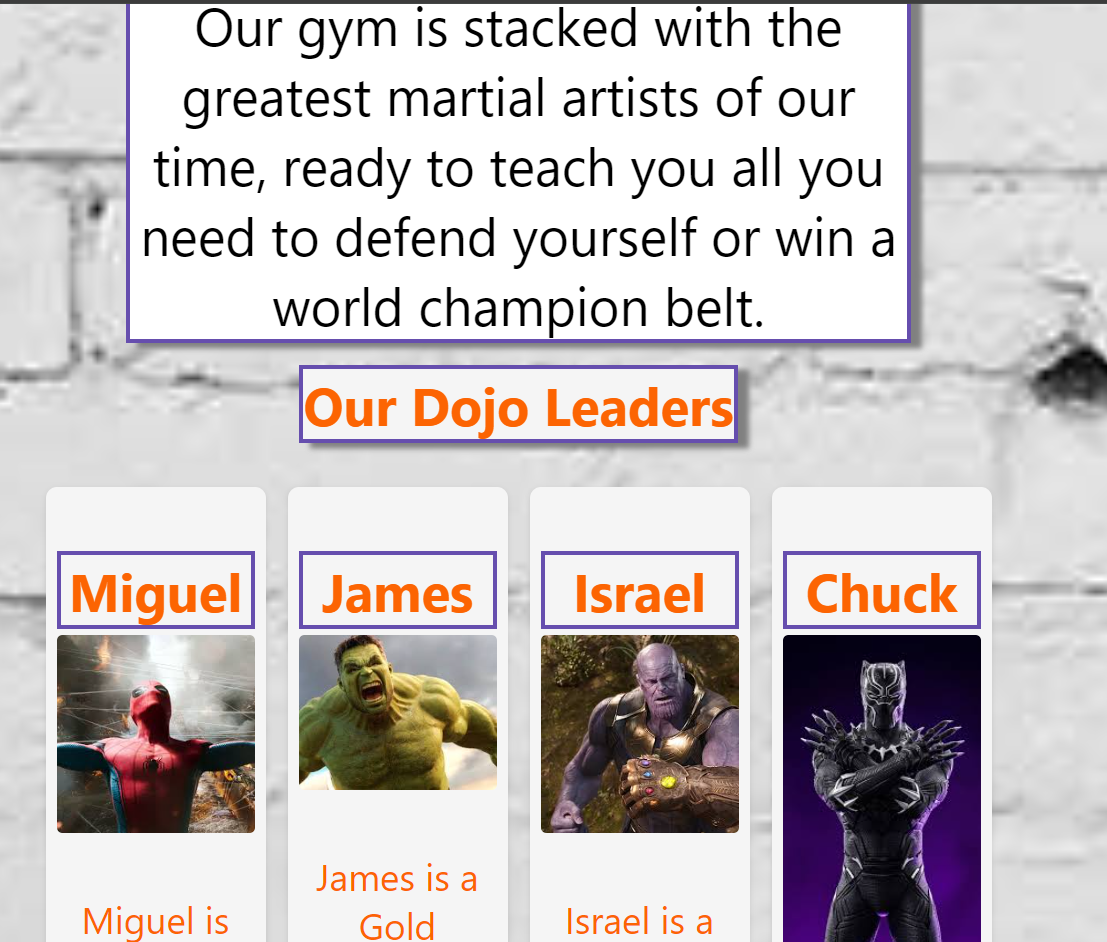 Our gym is stacked with the
greatest martial artists of our
time, ready to teach you all you
need to defend yourself or win a
world champion belt.
Our Dojo Leaders
Miguel
James
Israel
Chuck
Miguel is
James is a
Gold
Israel is a